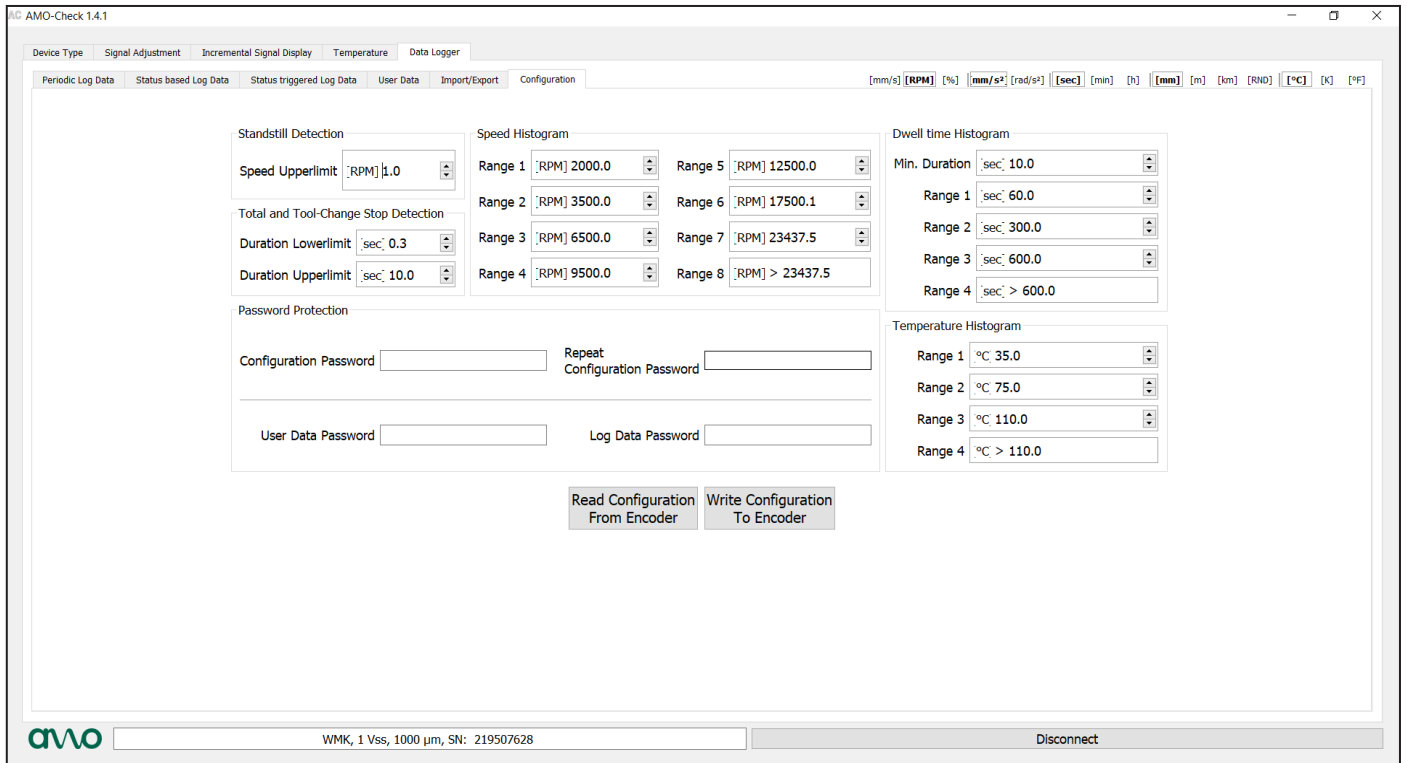 AC AMO-Check 1.4.1
Device Type Signal Adjustment Incremental Signal Display Temperature Data Logger
Periodic Log Data Status based Log Data Status triggered Log Data User Data Import/Export Configuration [mm/s] [RPM] [%] [mm/s²] [rad/s²] [sec] [min] [h] [mm] [m] [km] [RND] [°C] [K] [°F]
Standstill Detection
Speed Upperlimit [RPM] 1.0
Total and Tool-Change Stop Detection
Duration Lowerlimit [sec] 0.3
Duration Upperlimit [sec] 10.0
Speed Histogram
Range 1 [RPM] 2000.0 Range 5 [RPM] 12500.0
Range 2 [RPM] 3500.0 Range 6 [RPM] 17500.1
Range 3 [RPM] 6500.0 Range 7 [RPM] 23437.5
Range 4 [RPM] 9500.0 Range 8 [RPM] > 23437.5
Dwell time Histogram
Min. Duration [sec] 10.0
Range 1 [sec] 60.0
Range 2 [sec] 300.0
Range 3 [sec] 600.0
Range 4 [sec] > 600.0
Password Protection
Configuration Password Repeat
Configuration Password
User Data Password Log Data Password
Temperature Histogram
Range 1 [°C] 35.0
Range 2 [°C] 75.0
Range 3 [°C] 110.0
Range 4 [°C] > 110.0
Read Configuration
From Encoder
Write Configuration
To Encoder
amo WMK, 1 Vss, 1000 µm, SN: 219507628 Disconnect